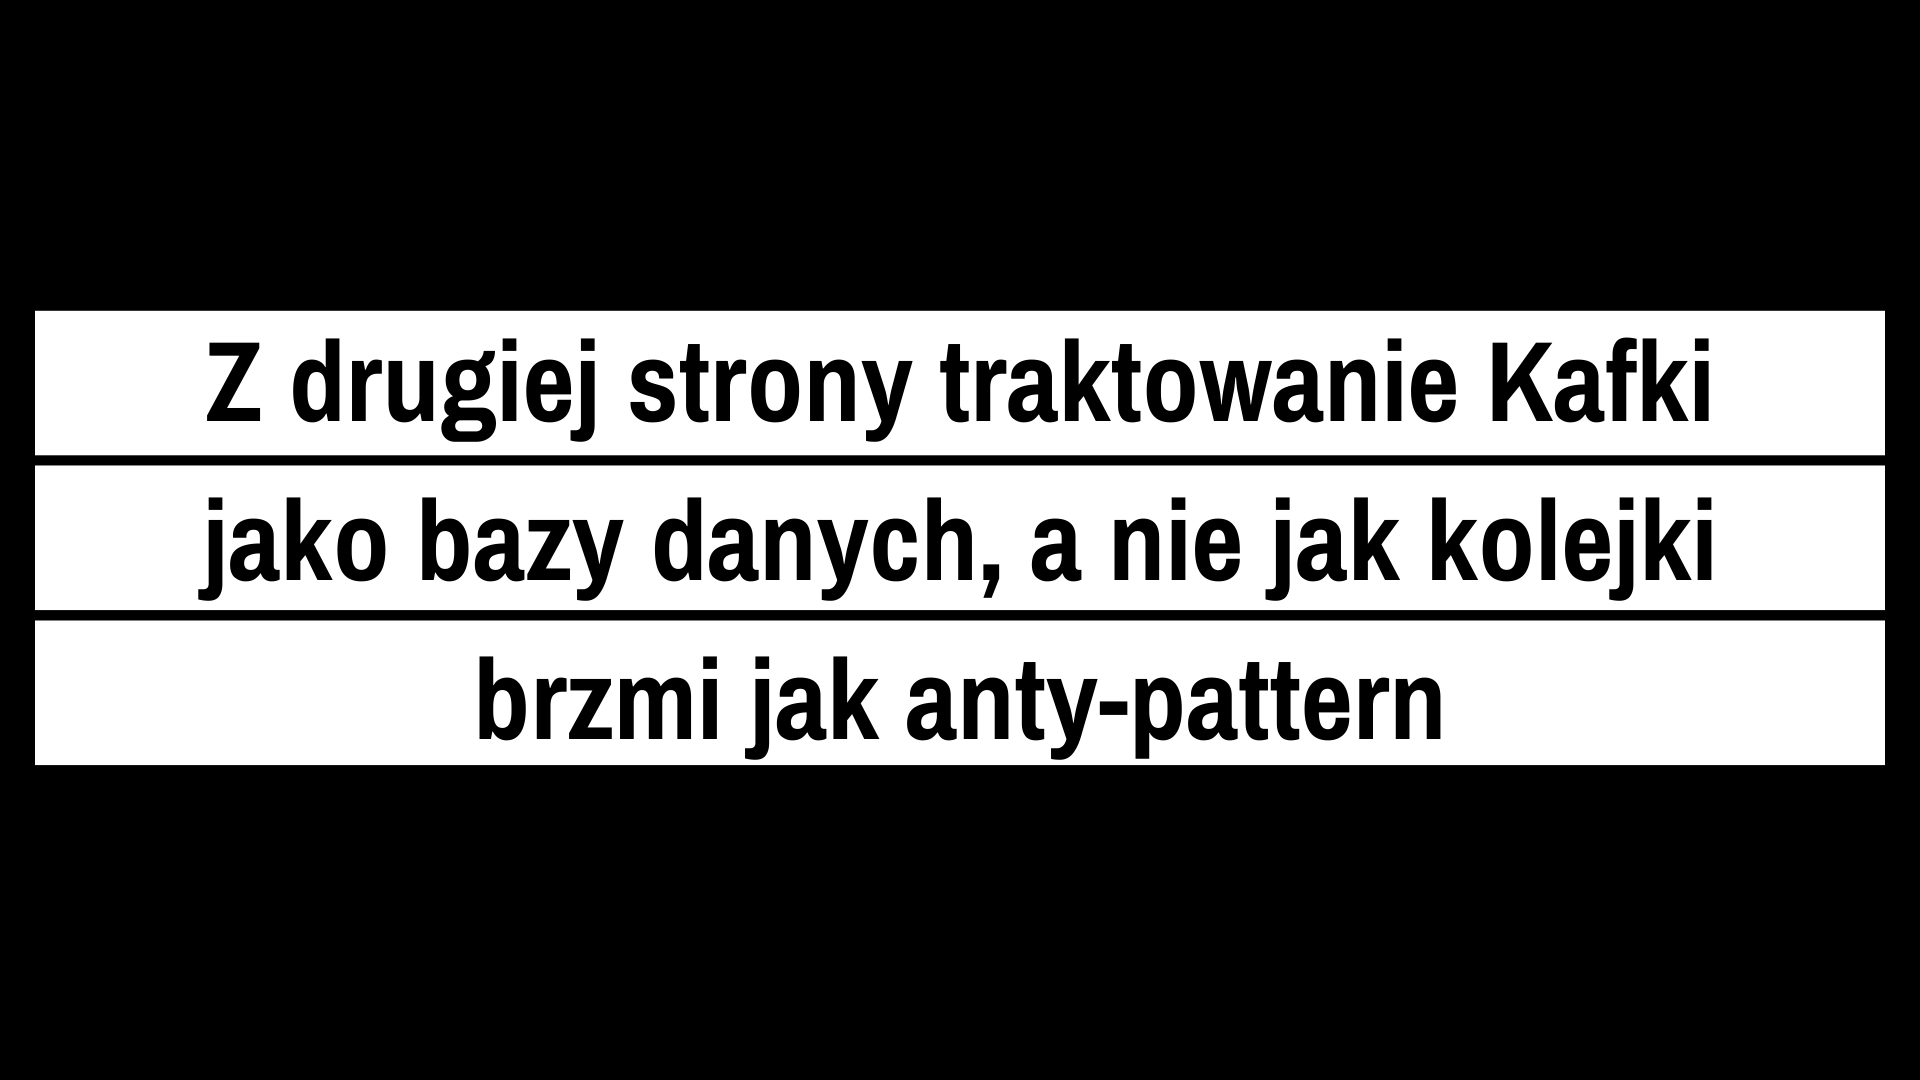 Z drugiej strony traktowanie Kafki
jako bazy danych, a nie jak kolejki
brzmi jak anty-pattern